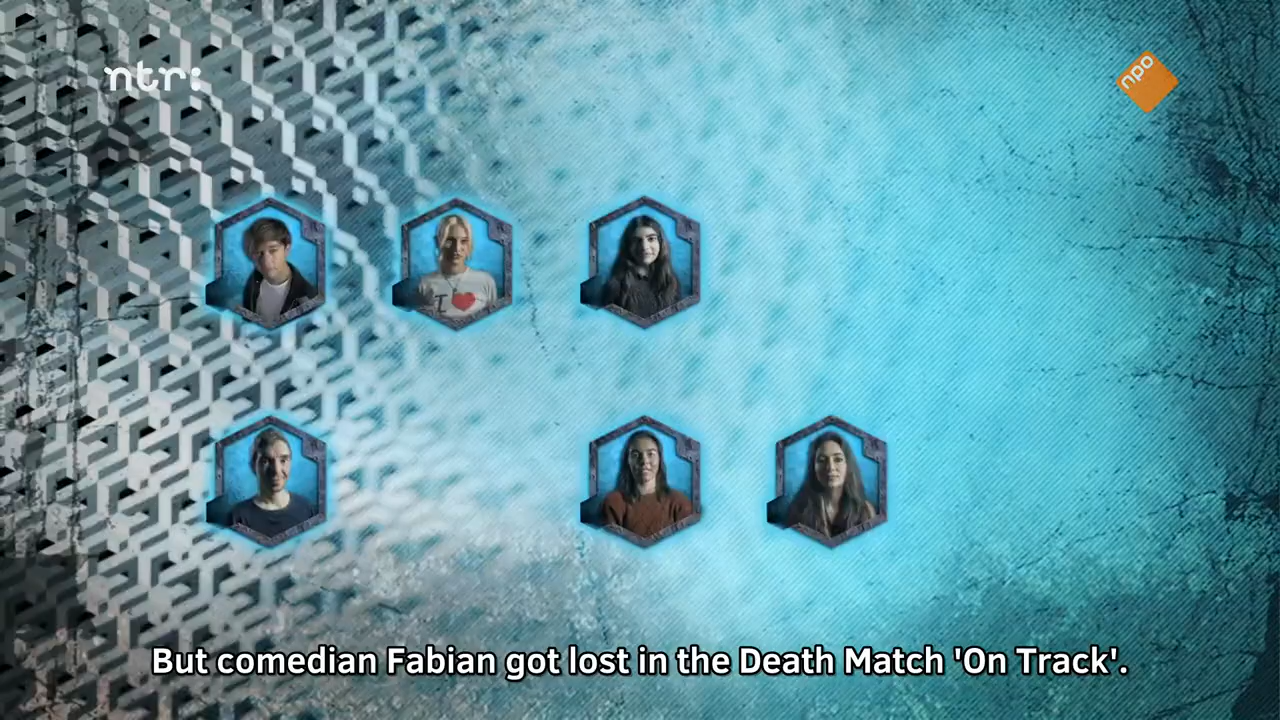 ntr:
npo
I ❤
But comedian Fabian got lost in the Death Match 'On Track'.